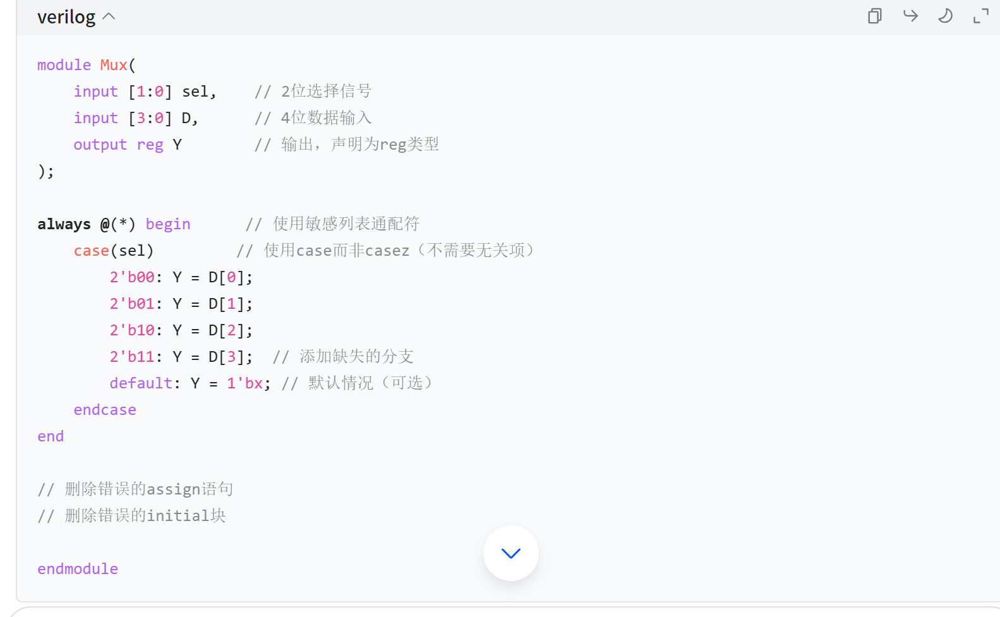 verilog
module Mux(
    input [1:0] sel,    // 2位选择信号
    input [3:0] D,      // 4位数据输入
    output reg Y        // 输出，声明为reg类型
);
always @(*) begin      // 使用敏感列表通配符
    case(sel)         // 使用case而非casez（不需要无关项）
        2'b00: Y = D[0];
        2'b01: Y = D[1];
        2'b10: Y = D[2];
        2'b11: Y = D[3];  // 添加缺失的分支
        default: Y = 1'bx; // 默认情况（可选）
    endcase
end
// 删除错误的assign语句
// 删除错误的initial块
endmodule